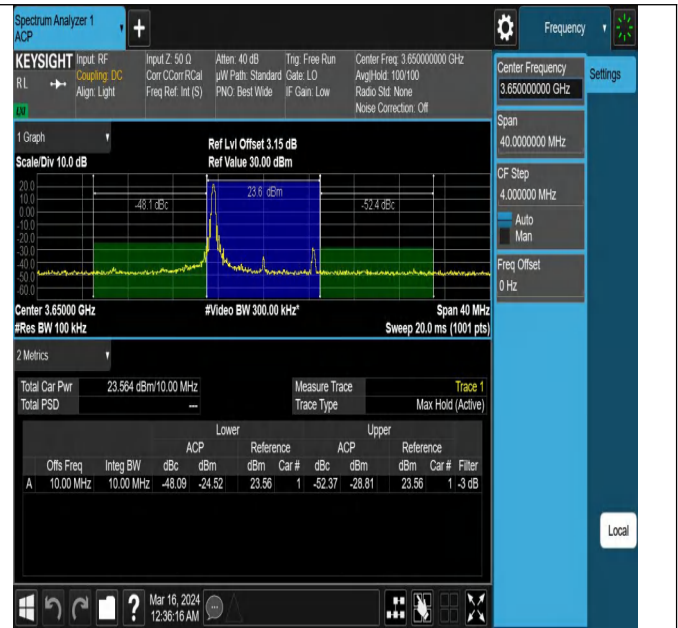 Spectrum Analyzer 1
ACP
+
Frequency
KEYSIGHT Input: RF Input Z: 50 Ω Atten: 40 dB Trig: Free Run Center Freq: 3.650000000 GHz
RL Coupling: DC Corr CCorr RCal µW Path: Standard Gate: LO Avg|Hold: 100/100
Align: Light Freq Ref: Int (S) PNO: Best Wide IF Gain: Low Radio Std: None
LXI Noise Correction: Off
Center Frequency
3.650000000 GHz
Settings
Span
40.0000000 MHz
CF Step
4.000000 MHz
Auto
Man
Freq Offset
0 Hz
Local
1 Graph
Ref Lvl Offset 3.15 dB
Scale/Div 10.0 dB Ref Value 30.00 dBm
20.0
10.0
0.00
-10.0
-20.0
-30.0
-40.0
-50.0
-60.0
-48.1 dBc 23.6 dBm -52.4 dBc
Center 3.65000 GHz #Video BW 300.00 kHz* Span 40 MHz
#Res BW 100 kHz Sweep 20.0 ms (1001 pts)
2 Metrics
Total Car Pwr 23.564 dBm/10.00 MHz Measure Trace Trace 1
Total PSD --- Trace Type Max Hold (Active)
Lower Upper
ACP Reference ACP Reference
Offs Freq Integ BW dBc dBm dBm Car # dBc dBm dBm Car # Filter
A 10.00 MHz 10.00 MHz -48.09 -24.52 23.56 1 -52.37 -28.81 23.56 1 -3 dB
? Mar 16, 2024
12:36:16 AM